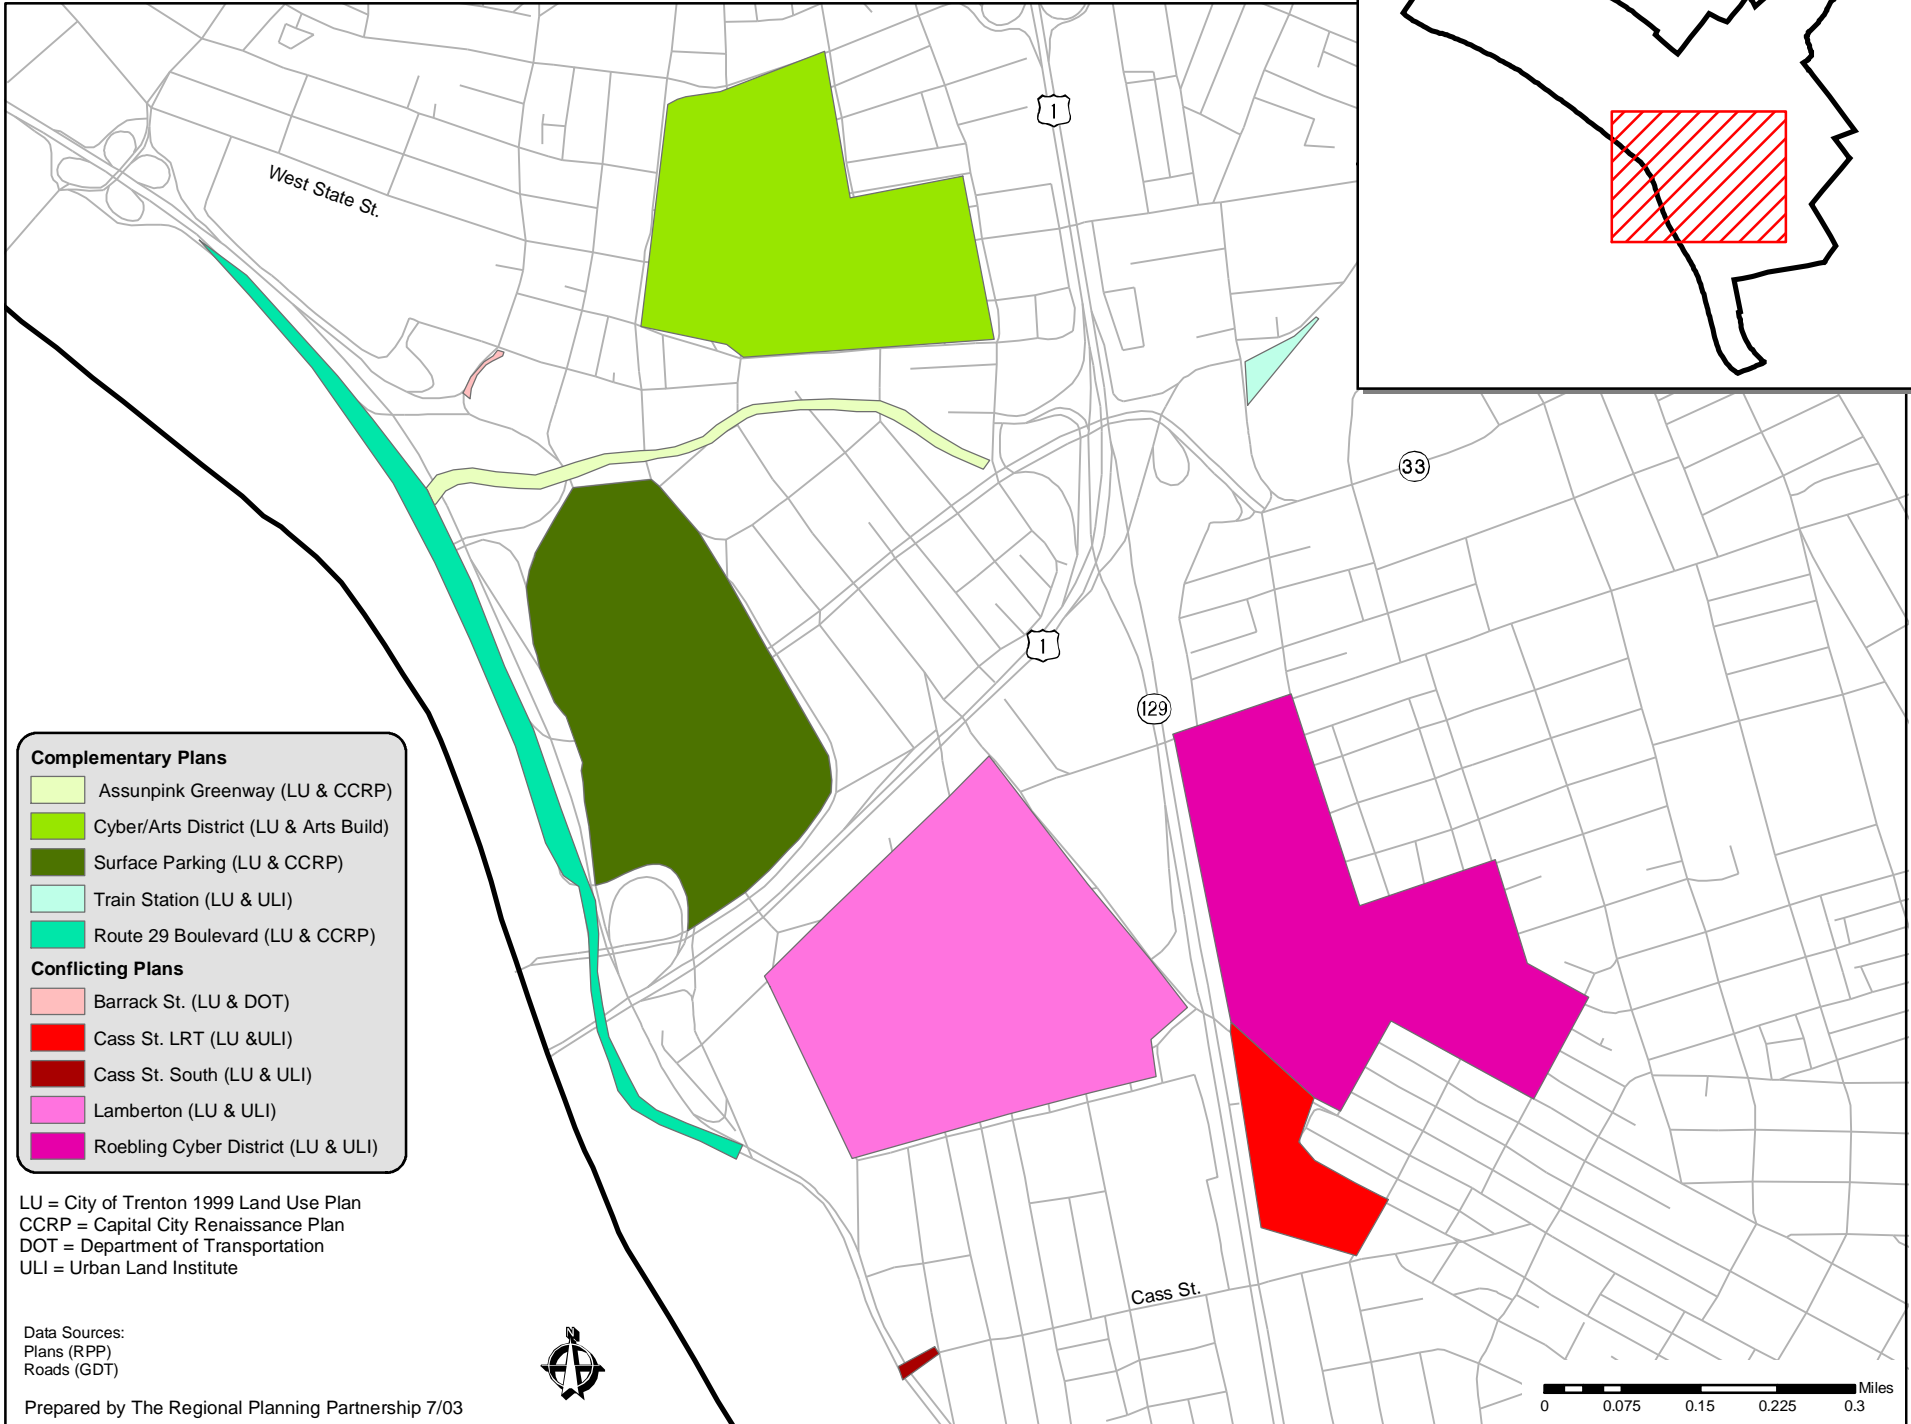 1
West State St.
33
1
129
Complementary Plans
Assunpink Greenway (LU & CCRP)
Cyber/Arts District (LU & Arts Build)
Surface Parking (LU & CCRP)
Train Station (LU & ULI)
Route 29 Boulevard (LU & CCRP)
Conflicting Plans
Barrack St. (LU & DOT)
Cass St. LRT (LU &ULI)
Cass St. South (LU & ULI)
Lamberton (LU & ULI)
Roebling Cyber District (LU & ULI)
LU = City of Trenton 1999 Land Use Plan
CCRP = Capital City Renaissance Plan
DOT = Department of Transportation
ULI = Urban Land Institute
Cass St.
Data Sources:
Plans (RPP)
Roads (GDT)
N
Prepared by The Regional Planning Partnership 7/03
Miles
0 0.075 0.15 0.225 0.3